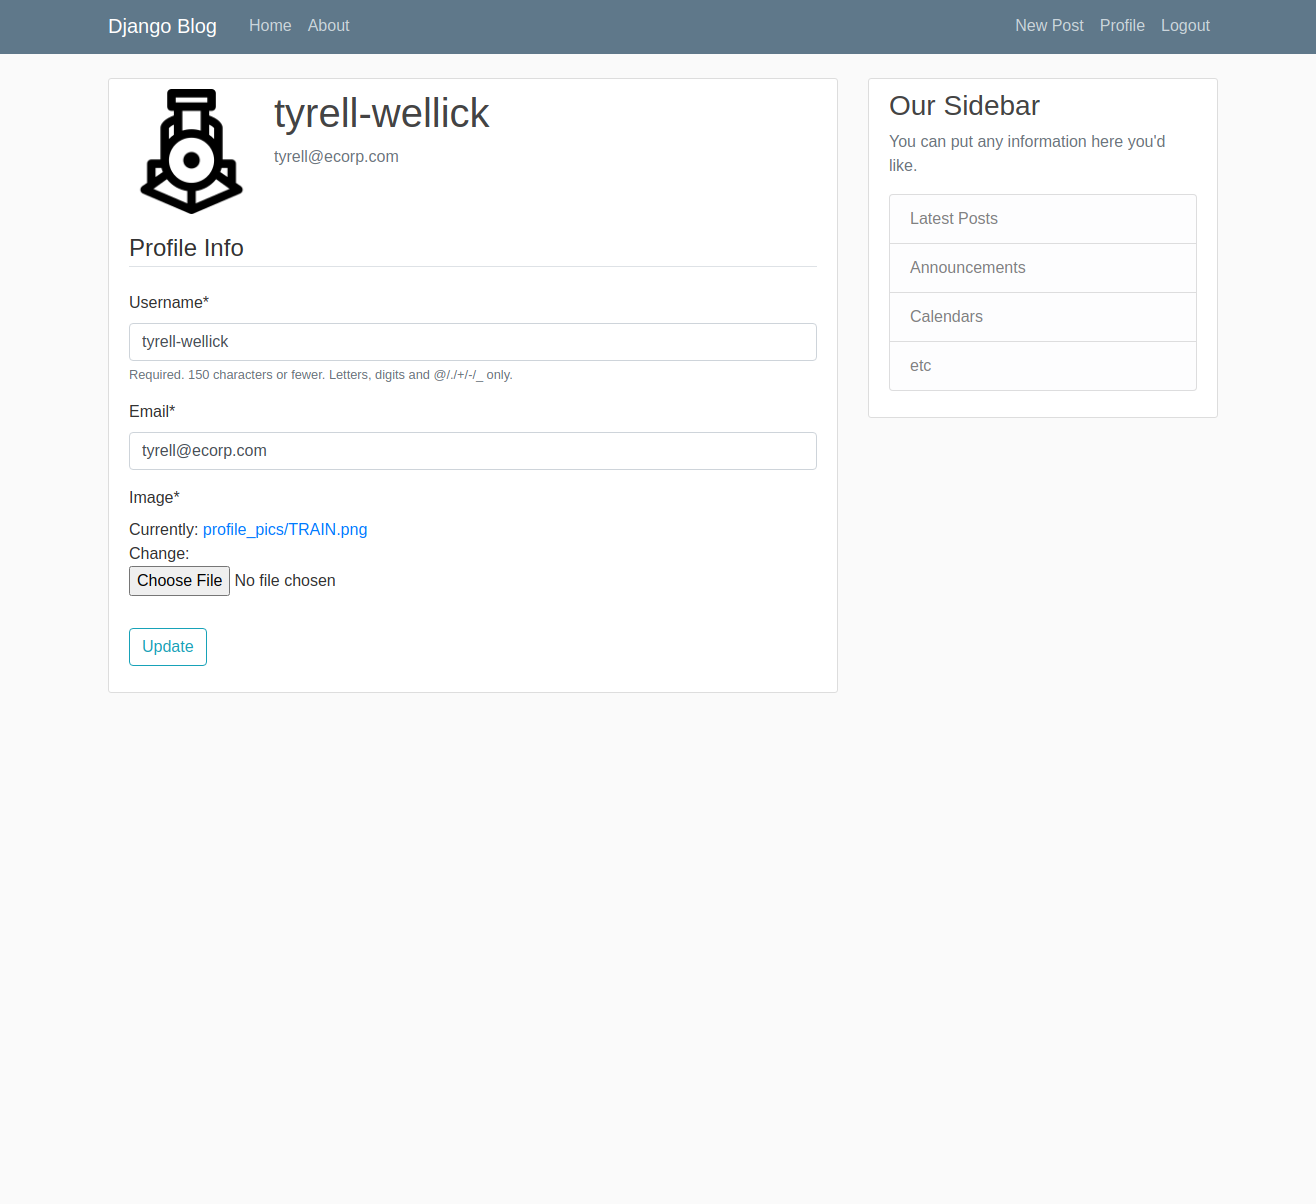 Django Blog
Home
About
New Post
Profile
Logout
tyrell-wellick
tyrell@ecorp.com
Profile Info
Username*
tyrell-wellick
Required. 150 characters or fewer. Letters, digits and @/./+/-/_ only.
Email*
tyrell@ecorp.com
Image*
Currently: profile_pics/TRAIN.png
Change:
Choose File No file chosen
Update
Our Sidebar
You can put any information here you'd
like.
Latest Posts
Announcements
Calendars
etc